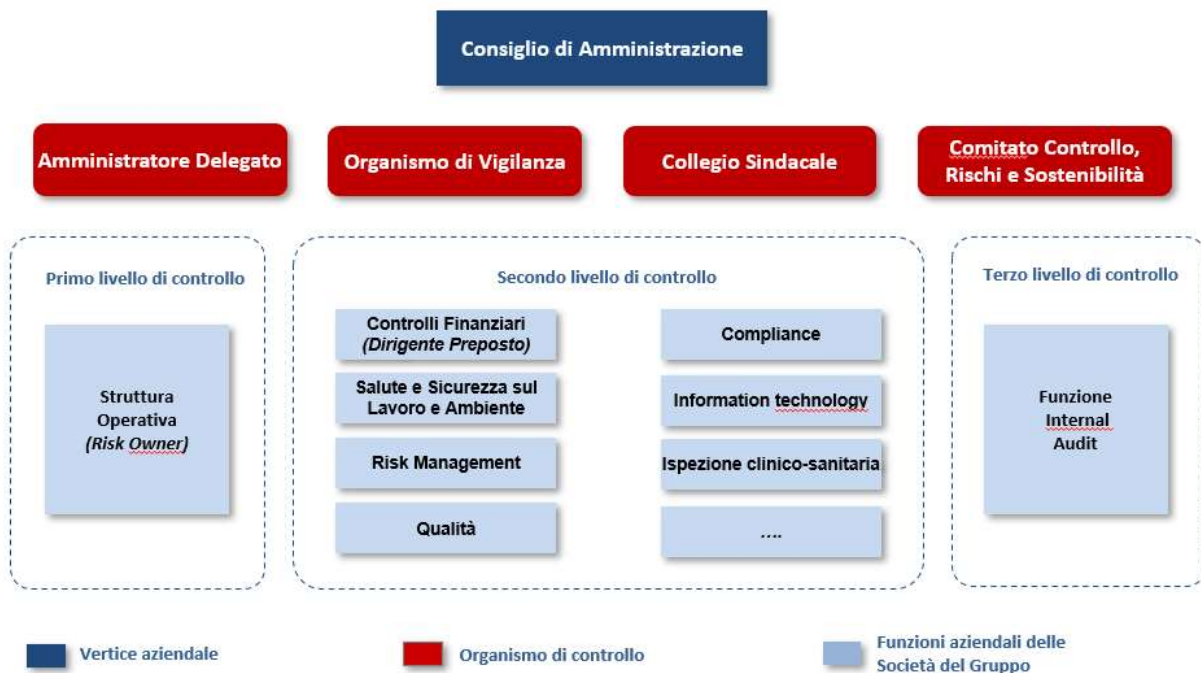 Consiglio di Amministrazione
Amministratore Delegato
Organismo di Vigilanza
Collegio Sindacale
Comitato Controllo,
Rischi e Sostenibilità
Primo livello di controllo
Struttura
Operativa
(Risk Owner)
Secondo livello di controllo
Controlli Finanziari
(Dirigente Preposto)
Compliance
Salute e Sicurezza sul
Lavoro e Ambiente
Information technology
Risk Management
Ispezione clinico-sanitaria
Qualità
....
Terzo livello di controllo
Funzione
Internal
Audit
Vertice aziendale
Organismo di controllo
Funzioni aziendali delle
Società del Gruppo